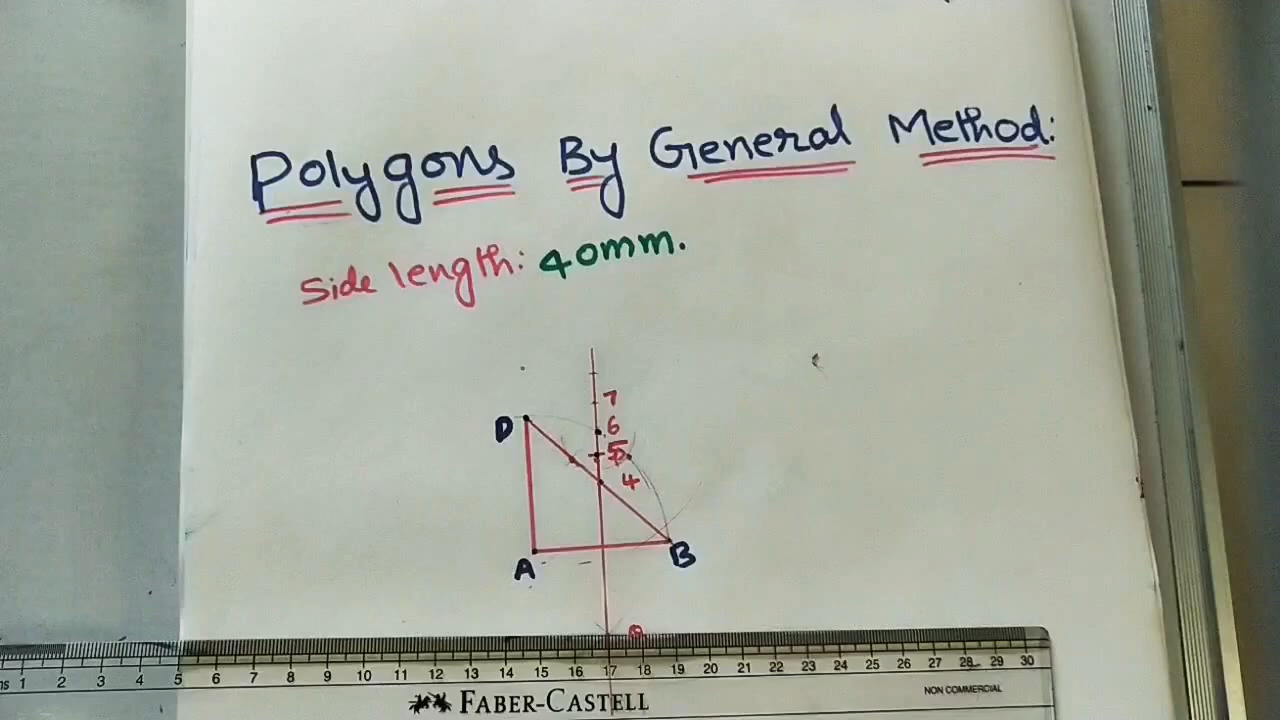 Polygons By General Method:
Side length: 40mm.
7
6
D
5
4
A
B
1 2 3 4 5 6 7 8 9 10 11 12 13 14 15 16 17 18 19 20 21 22 23 24 25 26 27 28 29 30
FABER-CASTELL
NON COMMERCIAL